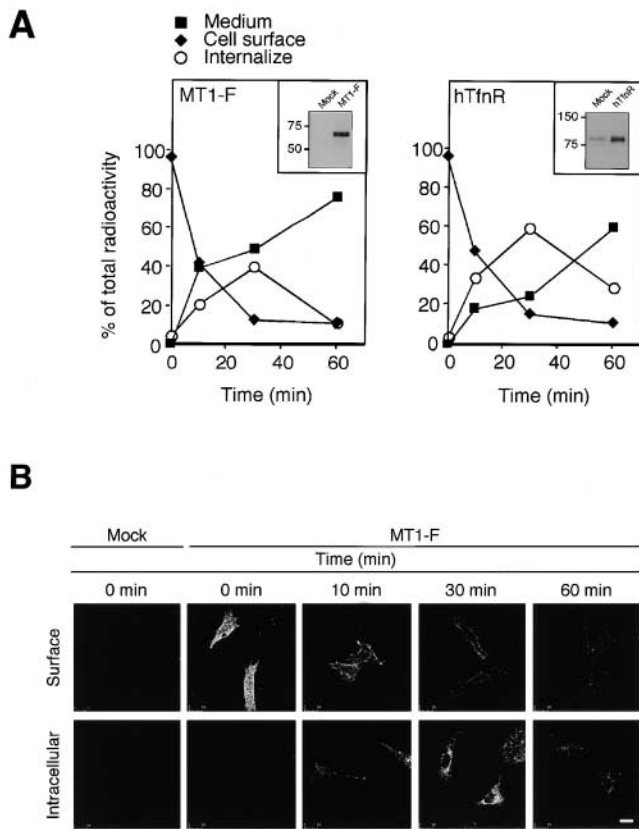 A
Medium
Cell surface
Internalize
MT1-F
Mock
MT1-F
75
50
hTfnR
Mock
hTfnR
150
75
% of total radioactivity
100
80
60
40
20
0
0 20 40 60
Time (min)
100
80
60
40
20
0
0 20 40 60
Time (min)
B
Mock MT1-F
Time (min)
0 min 0 min 10 min 30 min 60 min
Surface
Intracellular